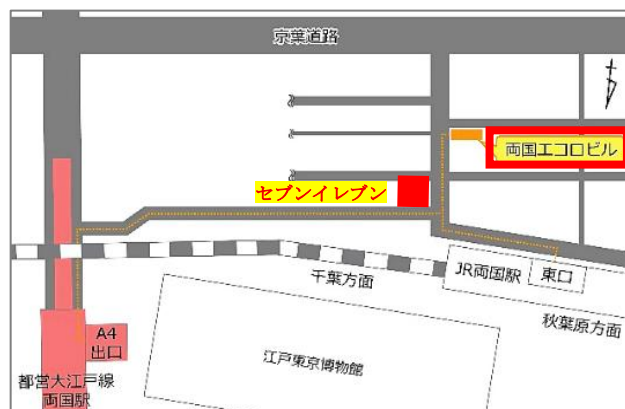 京葉道路
両国エコロビル
セブンイレブン
千葉方面
JR両国駅
東口
秋葉原方面
A4
出口
江戸東京博物館
都営大江戸線
両国駅